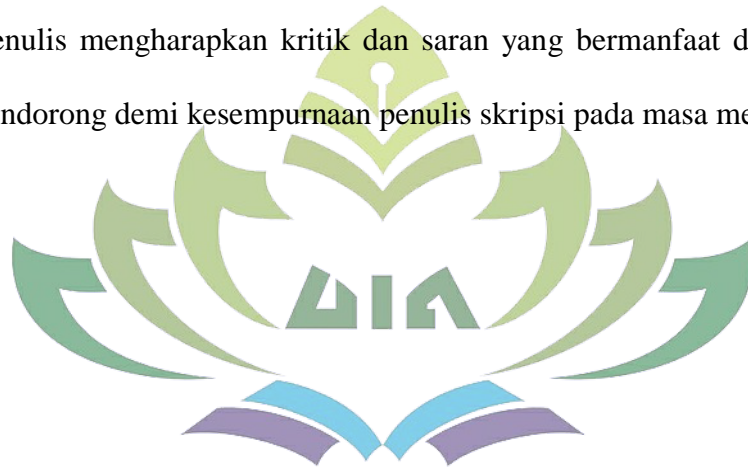 enulis mengharapkan kritik dan saran yang bermanfaat d
ndorong demi kesempurnaan penulis skripsi pada masa me
UIN